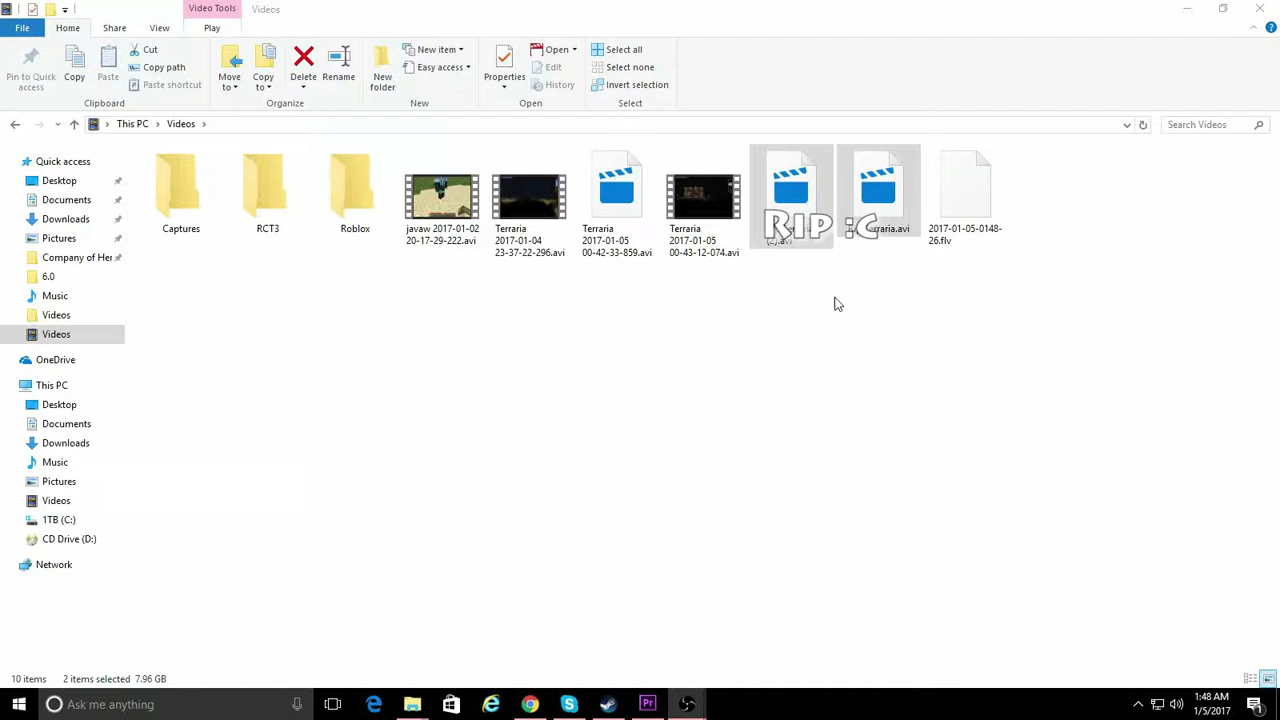 Video Tools
Videos
File
Home
Share
View
Play
Pin to Quick access
Copy
Paste
Cut
Copy path
Paste shortcut
Move to
Copy to
Delete
Rename
New folder
New item
Easy access
Properties
Open
Edit
History
Select all
Select none
Invert selection
Clipboard
Organize
New
Open
Select
This PC
Videos
Search Videos
Quick access
Desktop
Documents
Downloads
Pictures
Company of Her
6.0
Music
Videos
Videos
OneDrive
This PC
Desktop
Documents
Downloads
Music
Pictures
Videos
1TB (C:)
CD Drive (D:)
Network
Captures
RCT3
Roblox
javaw 2017-01-02
20-17-29-222.avi
Terraria
2017-01-04
23-37-22-296.avi
Terraria
2017-01-05
00-42-33-859.avi
Terraria
2017-01-05
00-43-12-074.avi
RIP :C
2017-01-05-0148-
26.flv
10 items
2 items selected 7.96 GB
Ask me anything
1:48 AM
1/5/2017